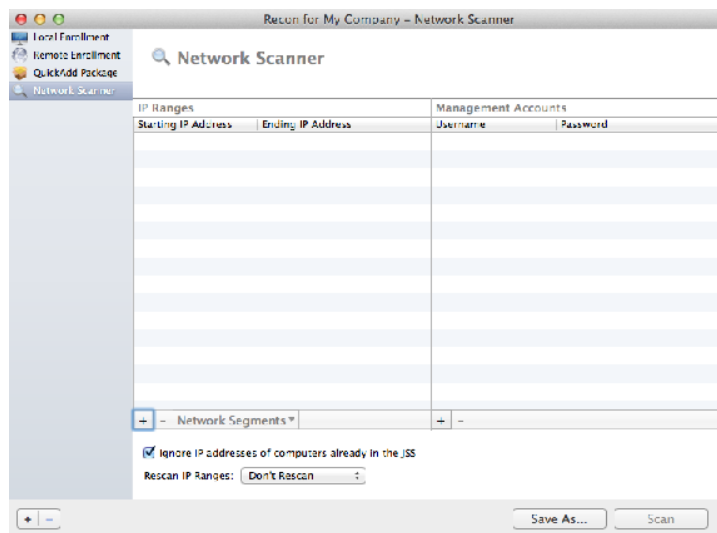 Recon for My Company – Network Scanner
Local Enrollment
Remote Enrollment
QuickAdd Package
Network Scanner
Network Scanner
IP Ranges
Management Accounts
Starting IP Address
Ending IP Address
Username
Password
+ – Network Segments ▾
+ –
Ignore IP addresses of computers already in the JSS
Rescan IP Ranges: Don't Rescan
+ –
Save As...
Scan